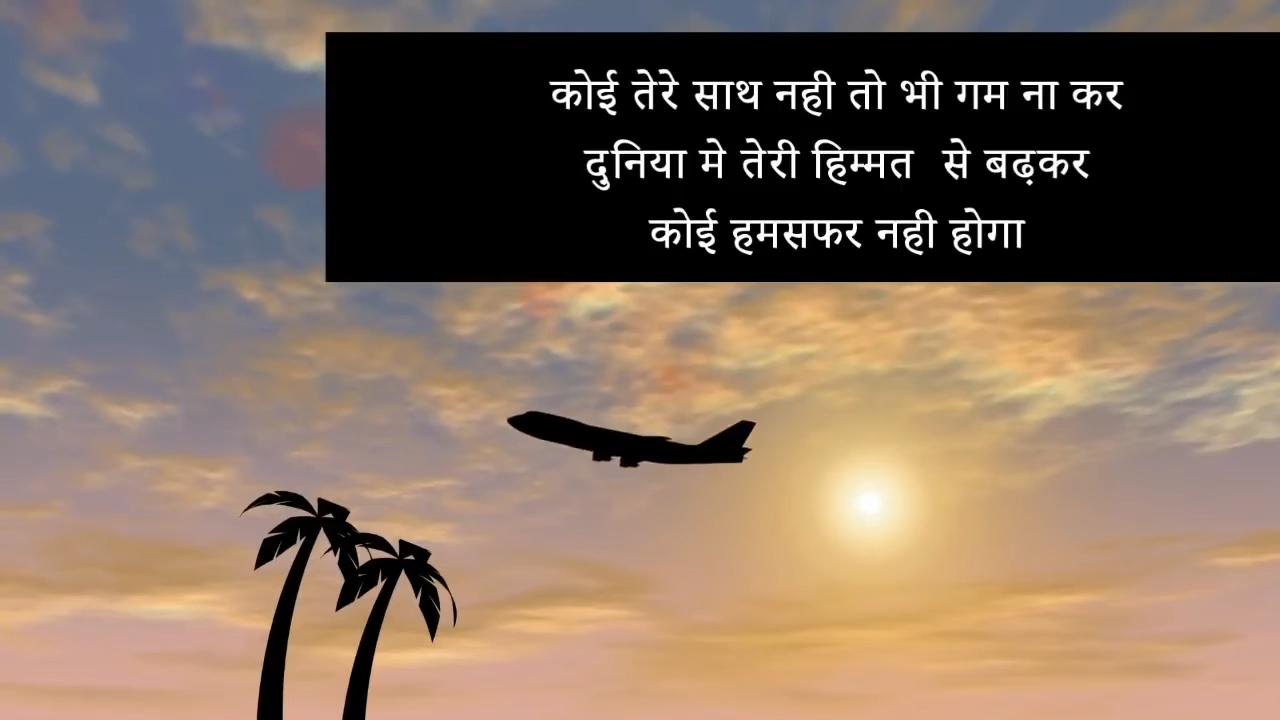 कोई तेरे साथ नही तो भी गम ना कर
दुनिया मे तेरी हिम्मत से बढ़कर
कोई हमसफर नही होगा